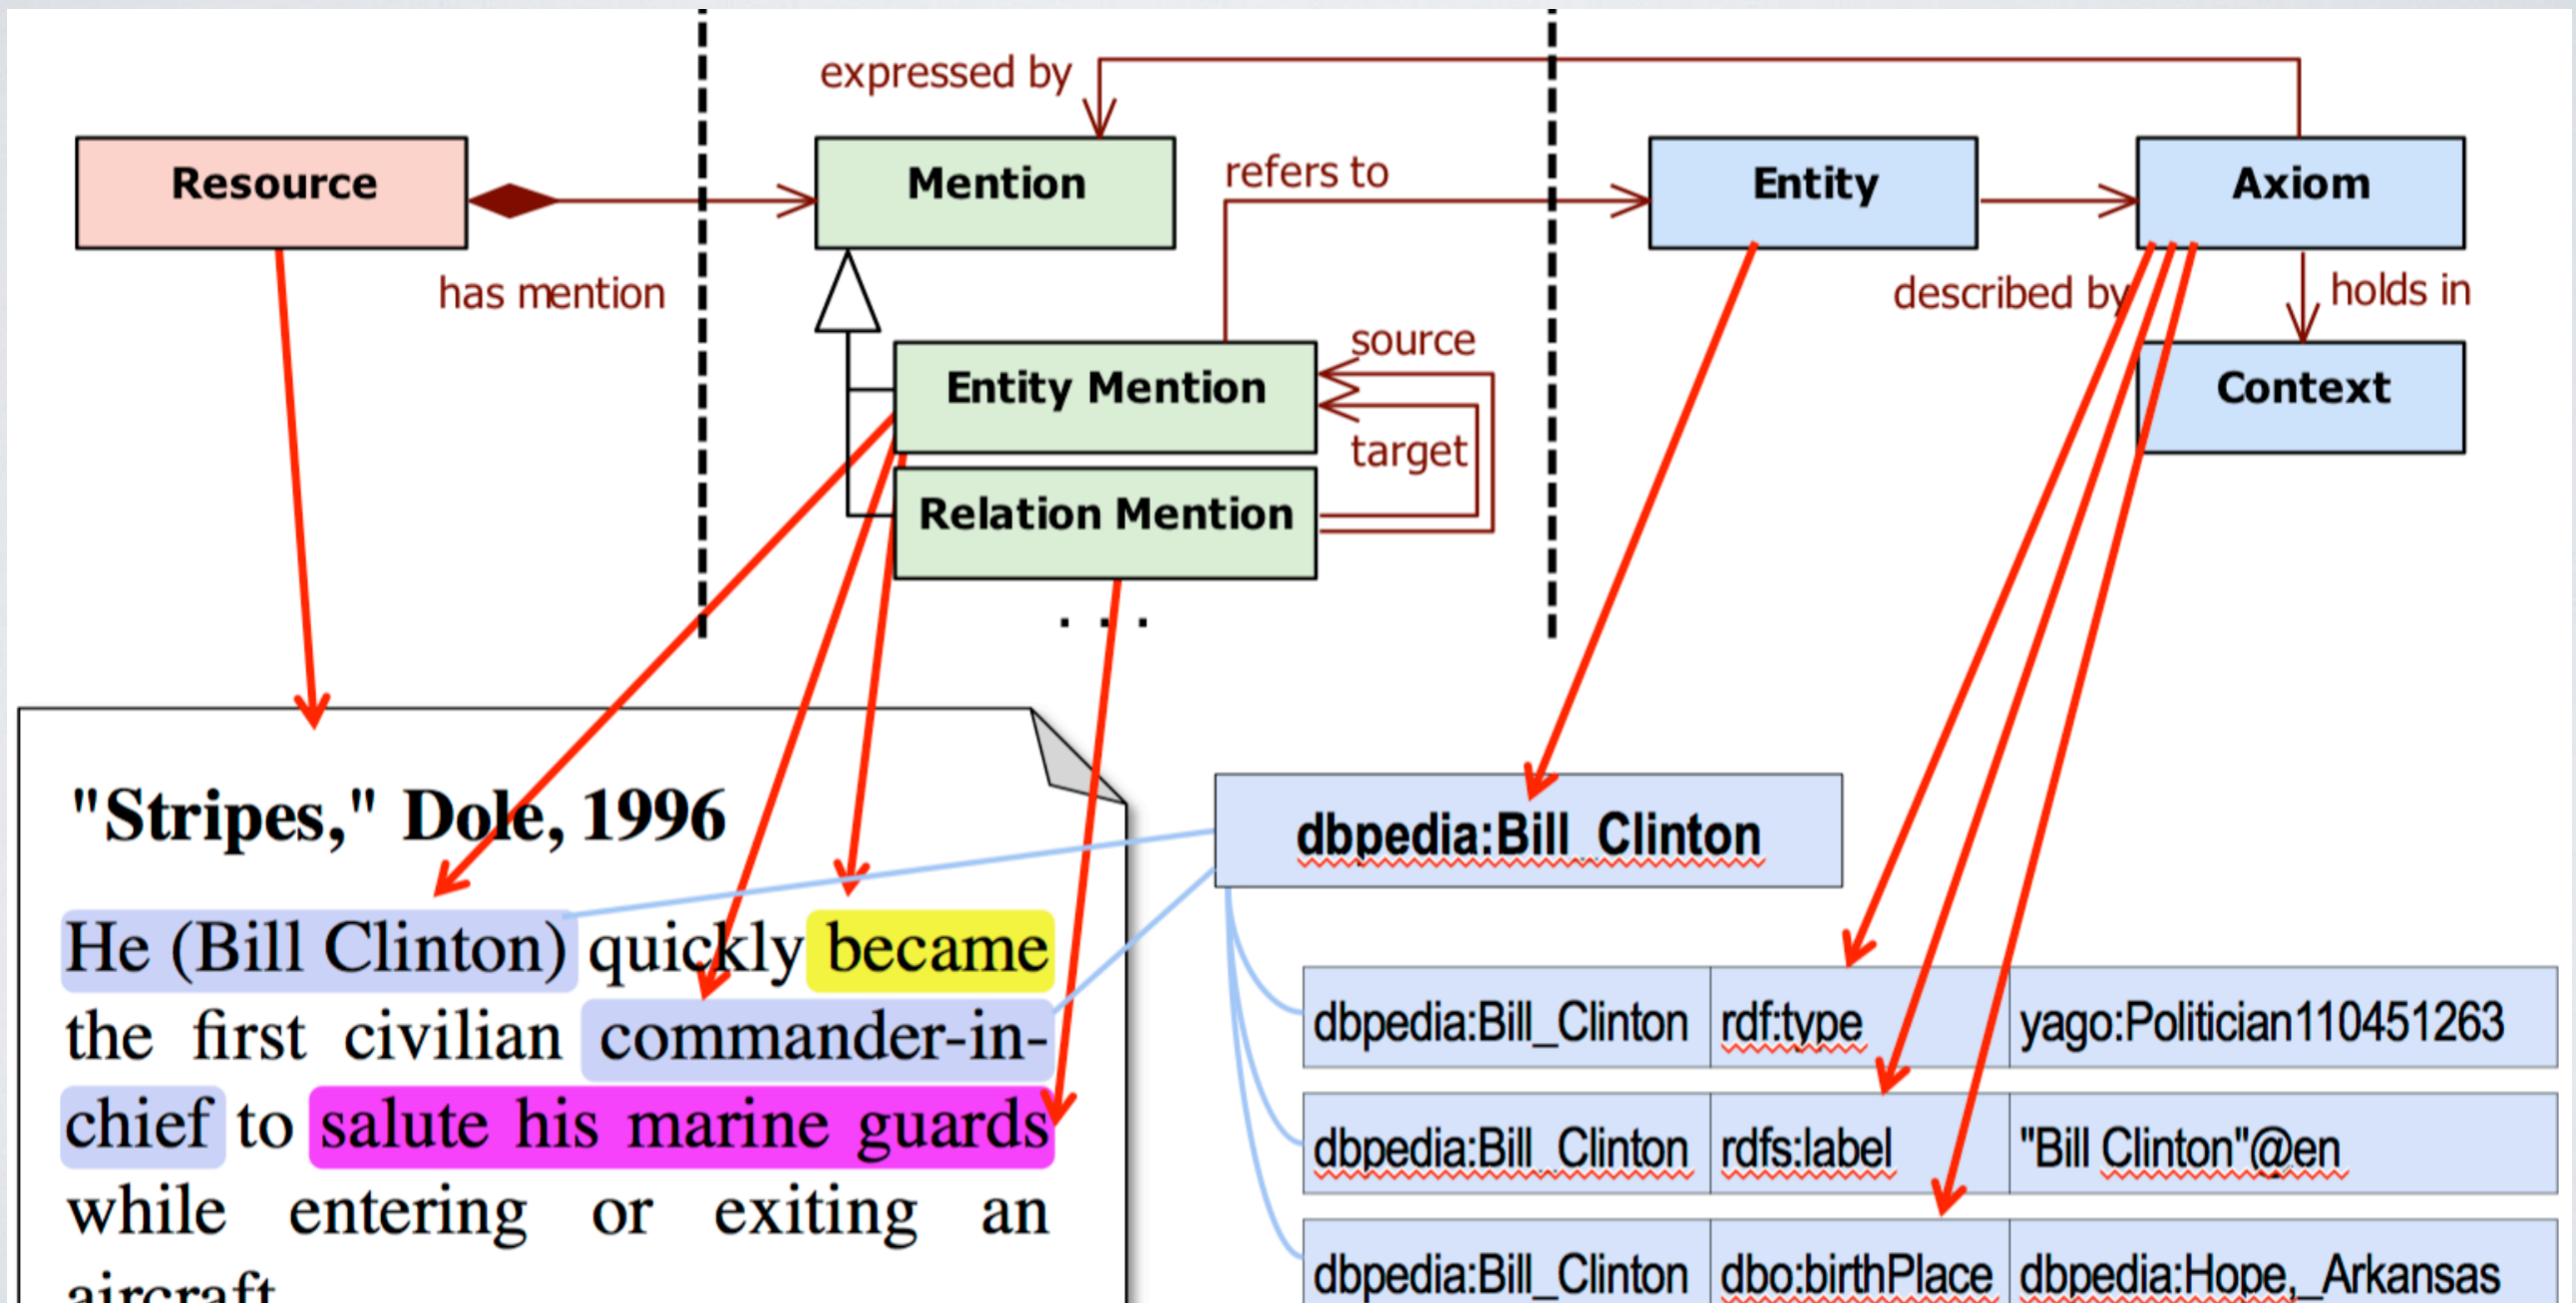 expressed by
Resource
Mention
refers to
Entity
Axiom
has mention
described by
holds in
source
Entity Mention
target
Context
Relation Mention
. . .
"Stripes," Dole, 1996
He (Bill Clinton) quickly became
the first civilian commander-in-
chief to salute his marine guards
while entering or exiting an
aircraft
dbpedia:Bill_Clinton
dbpedia:Bill_Clinton rdf:type yago:Politician110451263
dbpedia:Bill_Clinton rdfs:label "Bill Clinton"@en
dbpedia:Bill_Clinton dbo:birthPlace dbpedia:Hope,_Arkansas